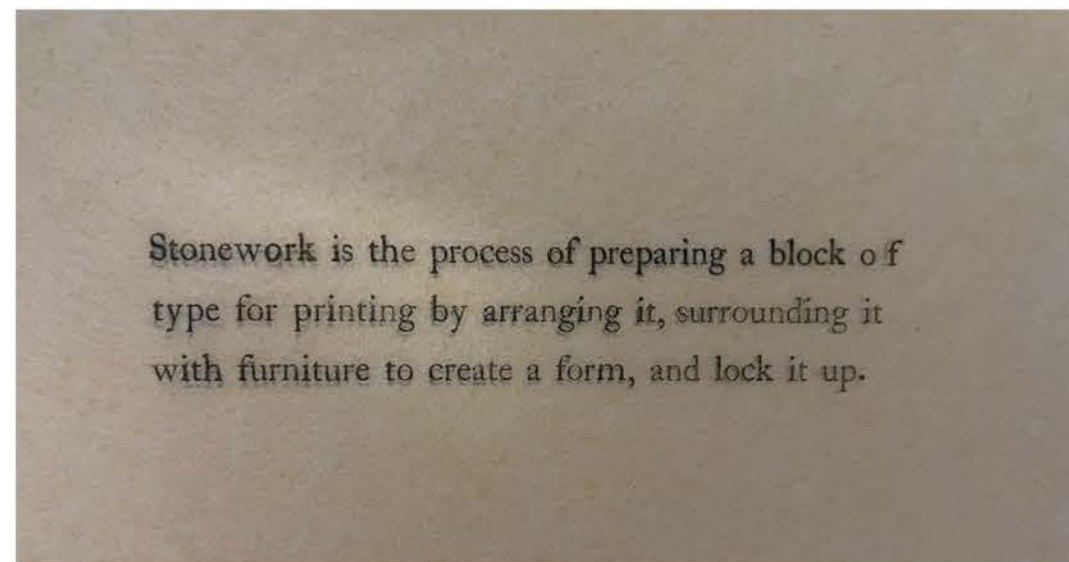 Stonework is the process of preparing a block o f
type for printing by arranging it, surrounding it
with furniture to create a form, and lock it up.